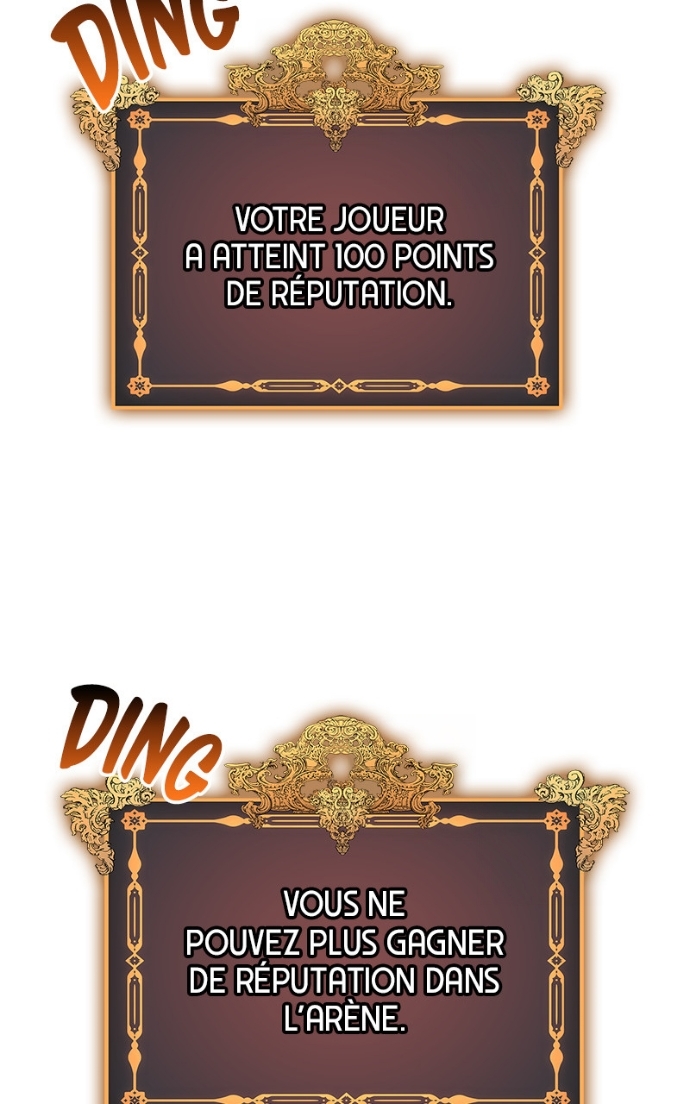 DING
VOTRE JOUEUR
A ATTEINT 100 POINTS
DE RÉPUTATION.
DING
VOUS NE
POUVEZ PLUS GAGNER
DE RÉPUTATION DANS
L'ARÈNE.